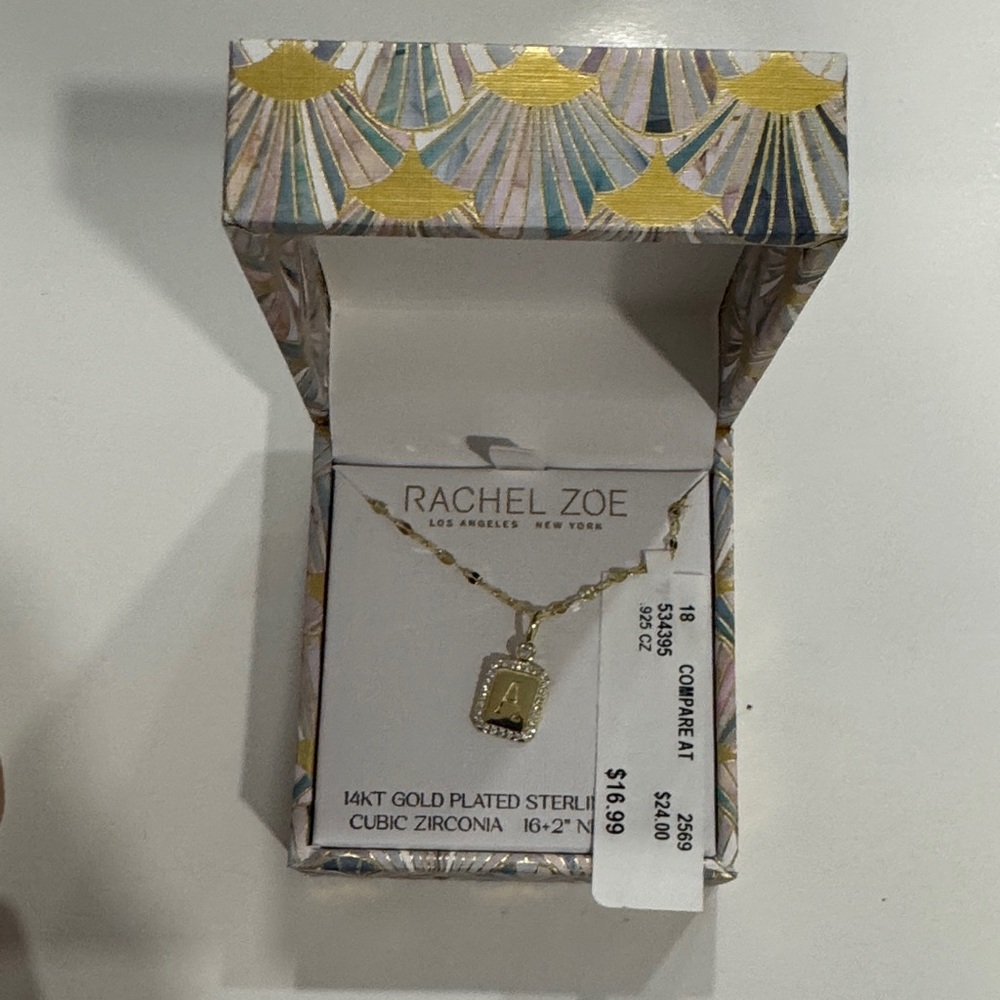 RACHEL ZOE
LOS ANGELES NEW YORK
A
14KT GOLD PLATED
CUBIC ZIRCONIA 16+2"
18 COMPARE AT 2569
534395 $24.00
.925 CZ
$16.99